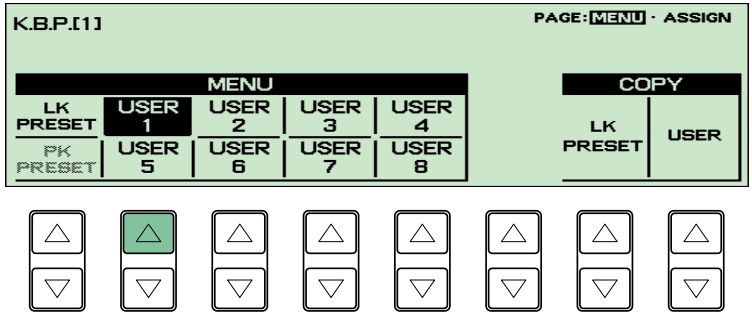 K.B.P.[1]
PAGE: MENU · ASSIGN
MENU
COPY
LK PRESET
USER 1
USER 2
USER 3
USER 4
PK PRESET
USER 5
USER 6
USER 7
USER 8
LK PRESET
USER